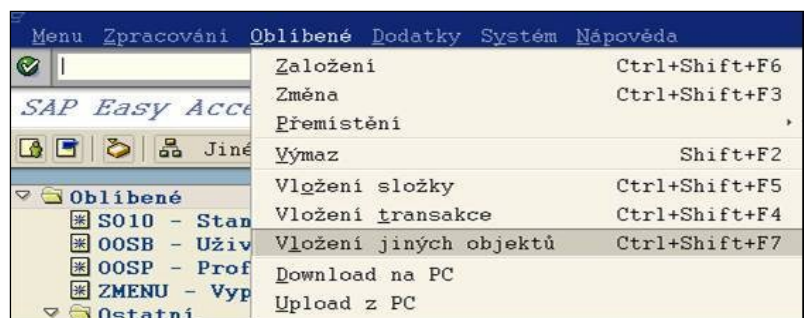 Menu Zpracování Oblíbené Dodatky Systém Nápověda
Založení Ctrl+Shift+F6
Změna Ctrl+Shift+F3
SAP Easy Acce
Přemístění
Jiné
Výmaz Shift+F2
Oblíbené
Vložení složky Ctrl+Shift+F5
SO10 - Stan
Vložení transakce Ctrl+Shift+F4
OOSB - Uživ
Vložení jiných objektů Ctrl+Shift+F7
OOSP - Prof
Download na PC
ZMENU - Vyp
Upload z PC
Ostatní